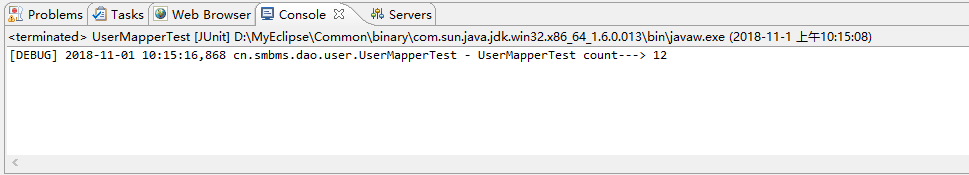 Problems Tasks Web Browser Console Servers
<terminated> UserMapperTest [JUnit] D:\MyEclipse\Common\binary\com.sun.java.jdk.win32.x86_64_1.6.0.013\bin\javaw.exe (2018-11-1 上午10:15:08)
[DEBUG] 2018-11-01 10:15:16,868 cn.smbms.dao.user.UserMapperTest - UserMapperTest count---> 12